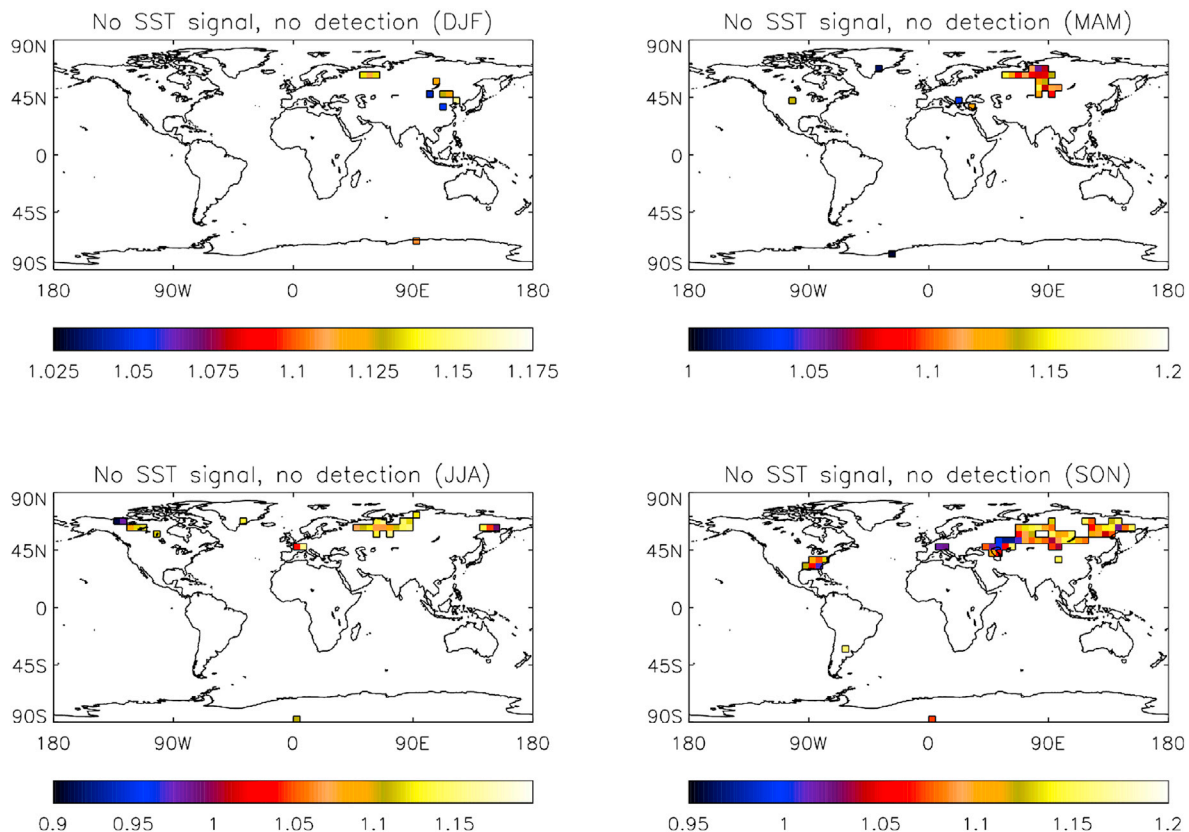 No SST signal, no detection (DJF)
90N
45N
0
45S
90S
180 90W 0 90E 180
1.025 1.05 1.075 1.1 1.125 1.15 1.175
No SST signal, no detection (MAM)
90N
45N
0
45S
90S
180 90W 0 90E 180
1 1.05 1.1 1.15 1.2
No SST signal, no detection (JJA)
90N
45N
0
45S
90S
180 90W 0 90E 180
0.9 0.95 1 1.05 1.1 1.15
No SST signal, no detection (SON)
90N
45N
0
45S
90S
180 90W 0 90E 180
0.95 1 1.05 1.1 1.15 1.2